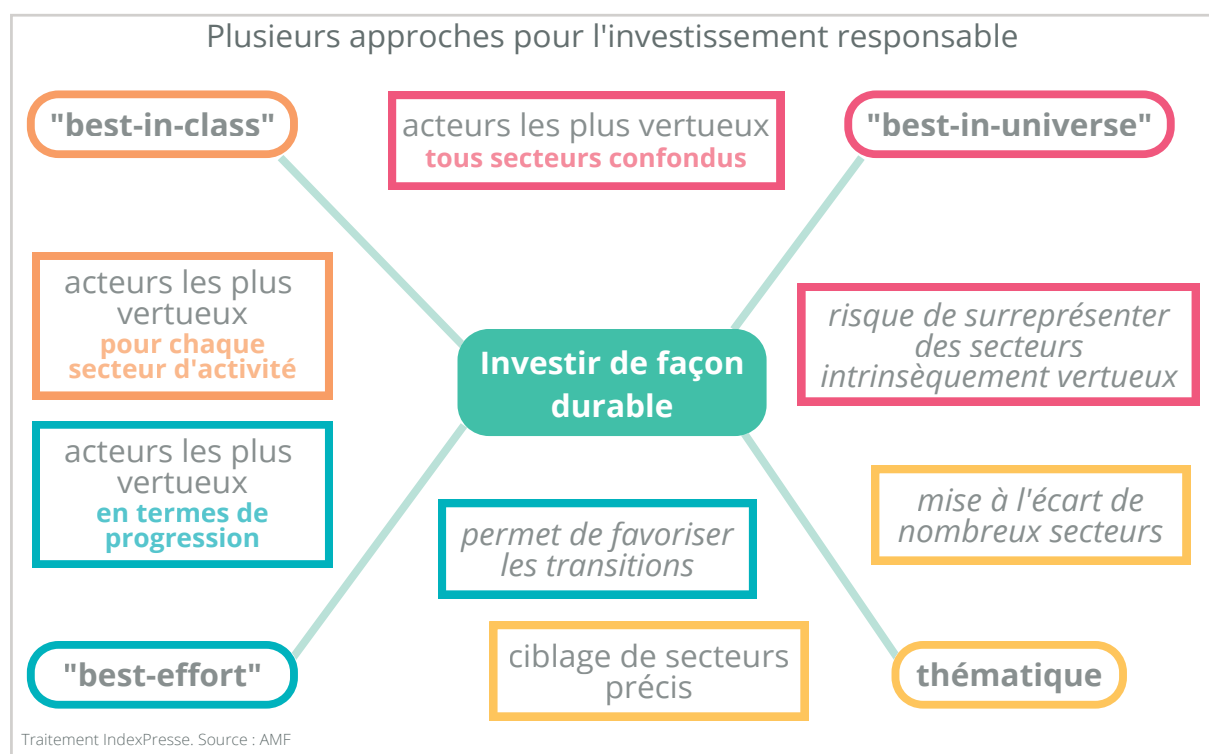 Plusieurs approches pour l'investissement responsable
"best-in-class"
acteurs les plus vertueux
tous secteurs confondus
"best-in-universe"
acteurs les plus
vertueux
pour chaque
secteur d'activité
risque de surreprésenter
des secteurs
intrinsèquement vertueux
Investir de façon
durable
acteurs les plus
vertueux
en termes de
progression
permet de favoriser
les transitions
mise à l'écart de
nombreux secteurs
"best-effort"
ciblage de secteurs
précis
thématique
Traitement IndexPresse. Source : AMF